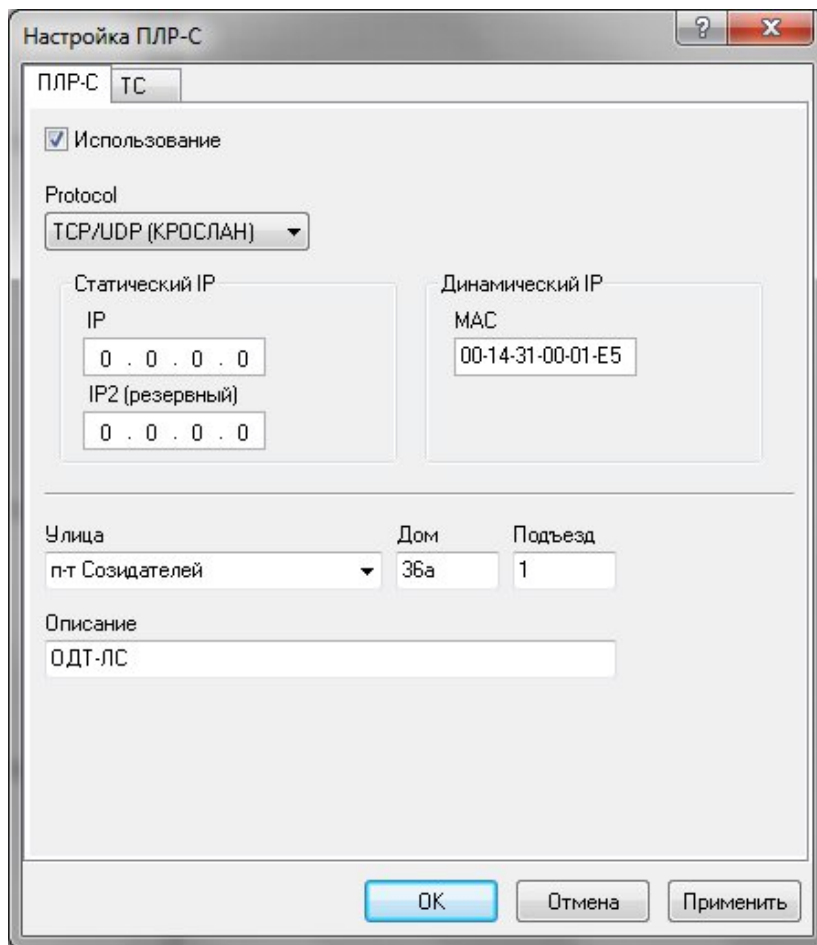 Настройка ПЛР-С
ПЛР-С ТС
Использование
Protocol
TCP/UDP (КРОСЛАН)
Статический IP
IP
0 . 0 . 0 . 0
IP2 (резервный)
0 . 0 . 0 . 0
Динамический IP
MAC
00-14-31-00-01-E5
Улица Дом Подъезд
п-т Созидателей 36а 1
Описание
ОДТ-ЛС
OK Отмена Применить